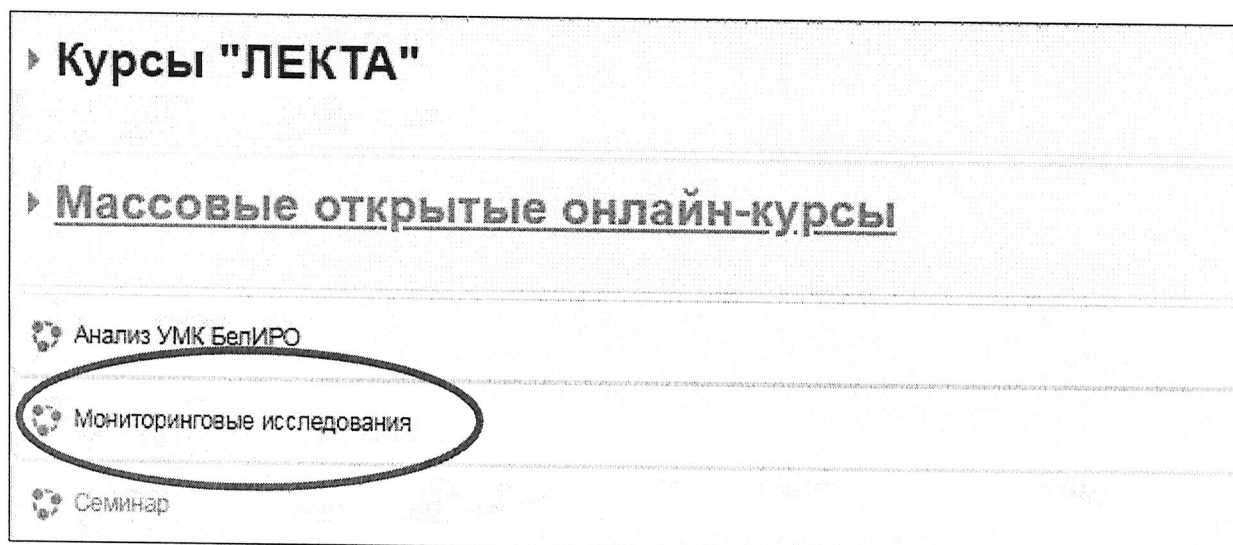 Курсы "ЛЕКТА"
Массовые открытые онлайн-курсы
Анализ УМК БелИРО
Мониторинговые исследования
Семинар